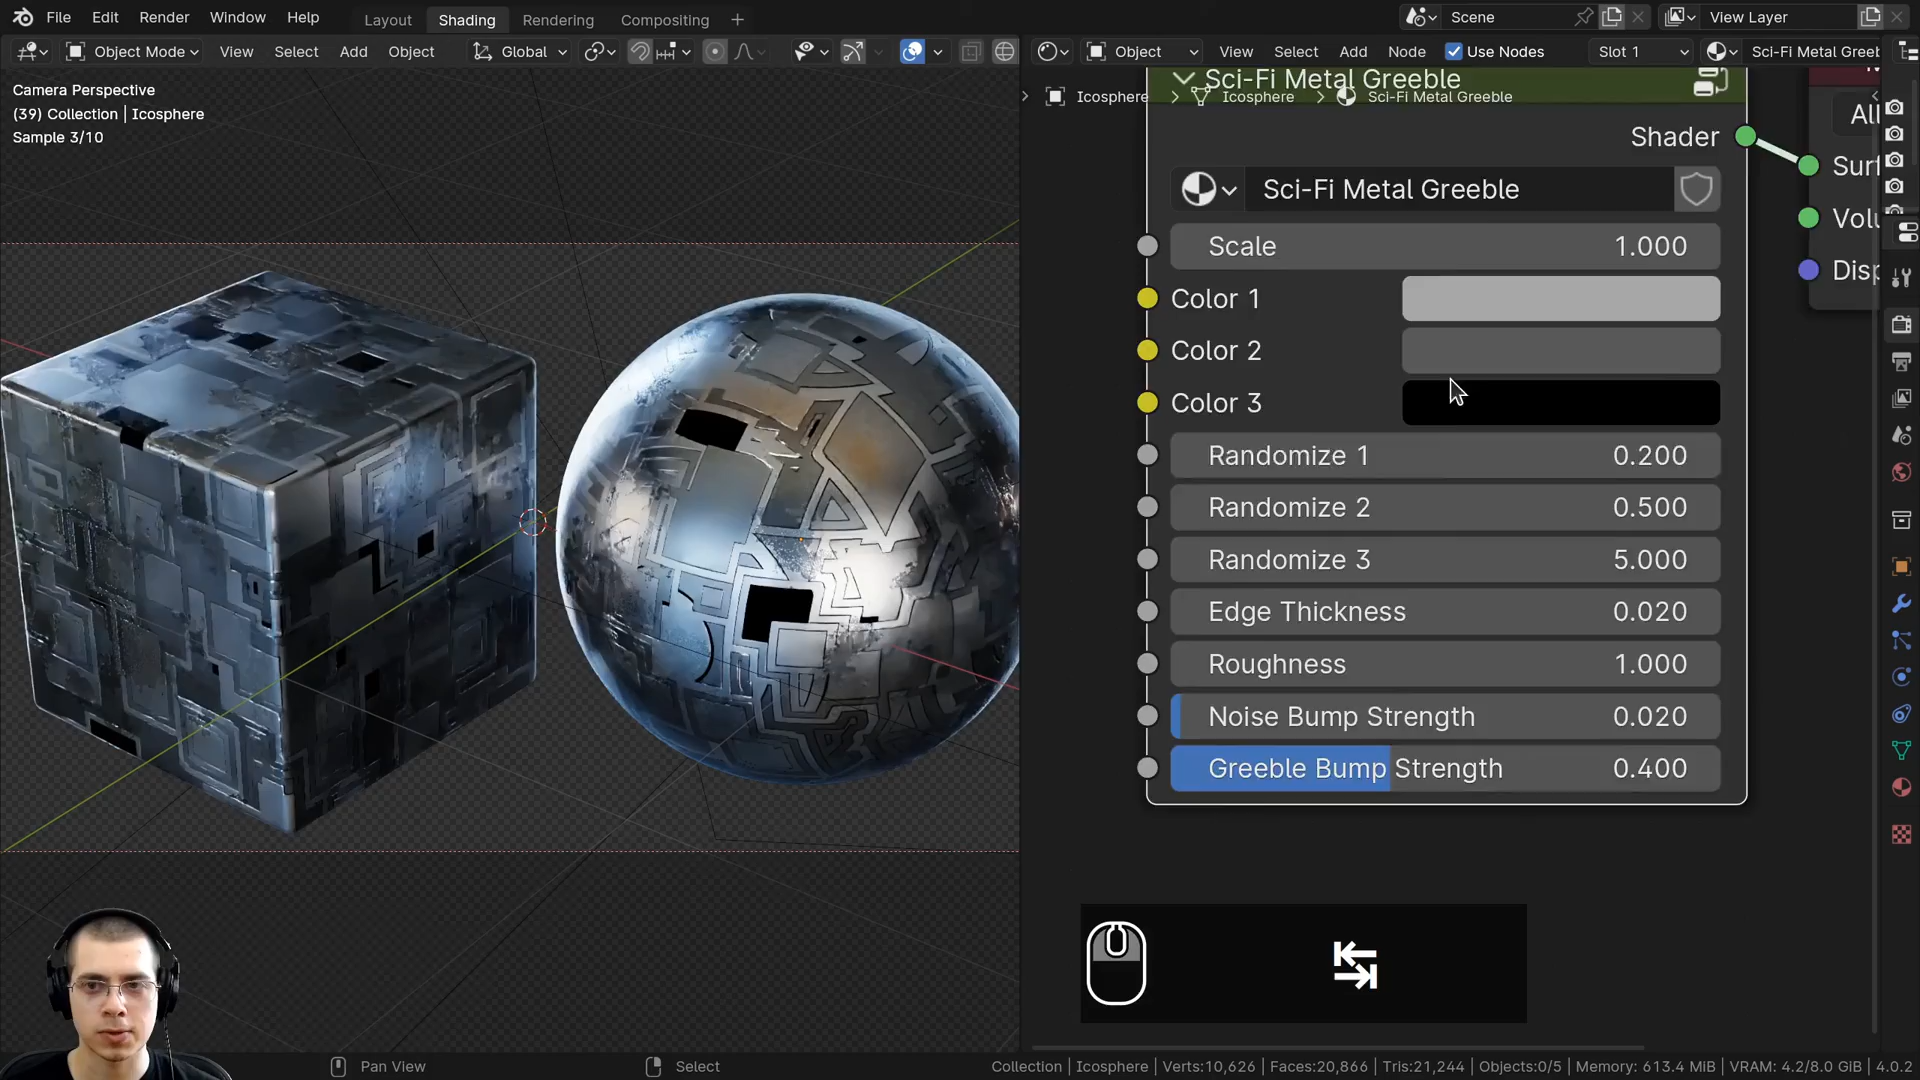 File Edit Render Window Help Layout Shading Rendering Compositing + Scene View Layer
Object Mode View Select Add Object Global Object View Select Add Node Use Nodes Slot 1 Sci-Fi Metal Greeb
Camera Perspective
(39) Collection | Icosphere
Sample 3/10
Sci-Fi Metal Greeble
Icosphere > Icosphere > Sci-Fi Metal Greeble
All
Shader
Surf
Sci-Fi Metal Greeble
Volu
Scale 1.000
Disp
Color 1
Color 2
Color 3
Randomize 1 0.200
Randomize 2 0.500
Randomize 3 5.000
Edge Thickness 0.020
Roughness 1.000
Noise Bump Strength 0.020
Greeble Bump Strength 0.400
Pan View Select Collection | Icosphere | Verts:10,626 | Faces:20,866 | Tris:21,244 | Objects:0/5 | Memory: 613.4 MiB | VRAM: 4.2/8.0 GiB | 4.0.2